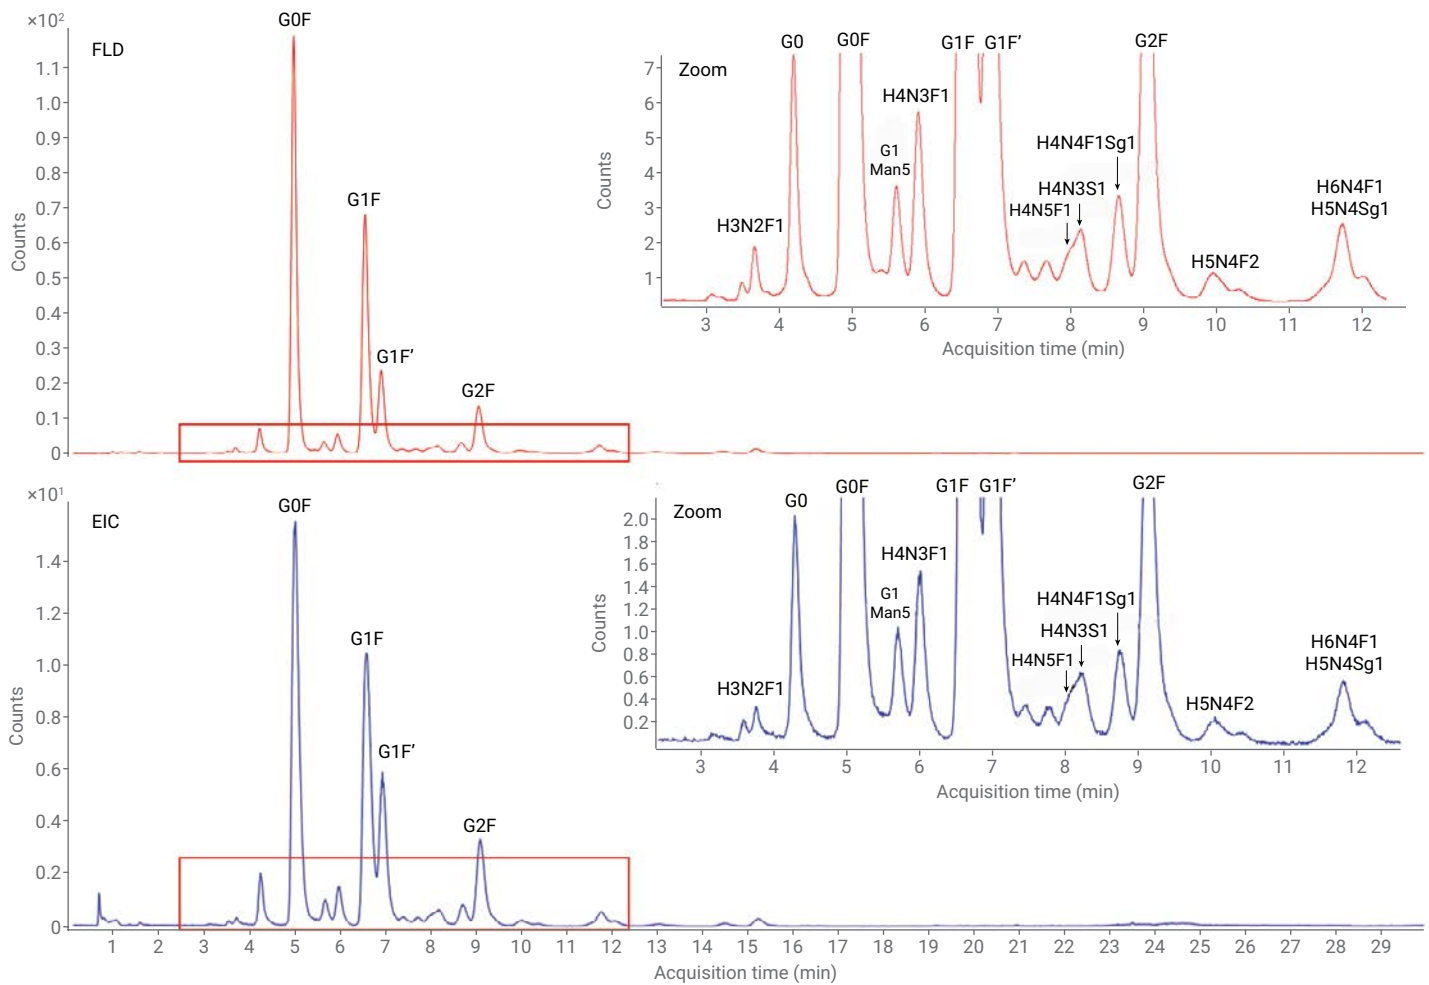 ×10²
G0F
FLD
1.1
1.0
0.9
0.8
0.7
0.6
0.5
0.4
0.3
0.2
0.1
0
Counts
G1F
G1F’
G2F
Zoom
7
6
5
4
3
2
1
Counts
G0
G0F
H4N3F1
G1F
G1F’
G2F
G1
Man5
H3N2F1
H4N4F1Sg1
H4N3S1
H4N5F1
H5N4F2
H6N4F1
H5N4Sg1
3 4 5 6 7 8 9 10 11 12
Acquisition time (min)
×10¹
G0F
EIC
1.4
1.2
1.0
0.8
0.6
0.4
0.2
0
Counts
G1F
G1F’
G2F
Zoom
2.0
1.8
1.6
1.4
1.2
1.0
0.8
0.6
0.4
0.2
Counts
G0
G0F
H4N3F1
G1F
G1F’
G2F
G1
Man5
H3N2F1
H4N4F1Sg1
H4N3S1
H4N5F1
H5N4F2
H6N4F1
H5N4Sg1
3 4 5 6 7 8 9 10 11 12
Acquisition time (min)
1 2 3 4 5 6 7 8 9 10 11 12 13 14 15 16 17 18 19 20 21 22 23 24 25 26 27 28 29
Acquisition time (min)